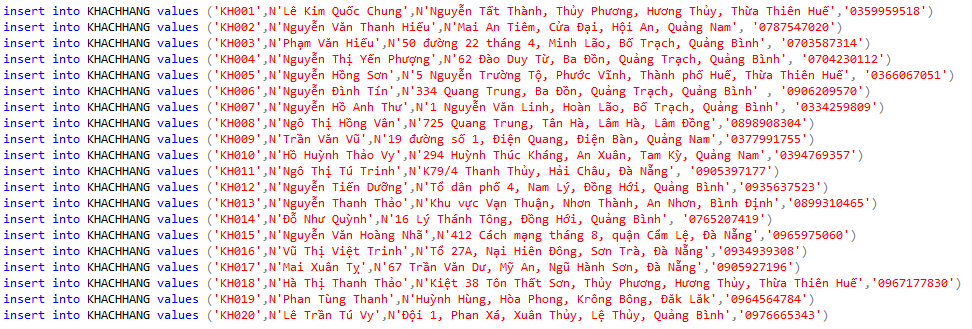 insert into KHACHHANG values ('KH001',N'Lê Kim Quốc Chung',N'Nguyễn Tất Thành, Thủy Phương, Hương Thủy, Thừa Thiên Huế','0359959518')
insert into KHACHHANG values ('KH002',N'Nguyễn Văn Thanh Hiếu',N'Mai An Tiêm, Cửa Đại, Hội An, Quảng Nam', '0787547020')
insert into KHACHHANG values ('KH003',N'Phạm Văn Hiếu',N'50 đường 22 tháng 4, Minh Lão, Bố Trạch, Quảng Bình', '0703587314')
insert into KHACHHANG values ('KH004',N'Nguyễn Thị Yến Phượng',N'62 Đào Duy Từ, Ba Đồn, Quảng Trạch, Quảng Bình', '0704230112')
insert into KHACHHANG values ('KH005',N'Nguyễn Hồng Sơn',N'5 Nguyễn Trường Tộ, Phước Vĩnh, Thành phố Huế, Thừa Thiên Huế', '0366067051')
insert into KHACHHANG values ('KH006',N'Nguyễn Đình Tín',N'334 Quang Trung, Ba Đồn, Quảng Trạch, Quảng Bình' , '0906209570')
insert into KHACHHANG values ('KH007',N'Nguyễn Hồ Anh Thư',N'1 Nguyễn Văn Linh, Hoàn Lão, Bố Trạch, Quảng Bình', '0334259809')
insert into KHACHHANG values ('KH008',N'Ngô Thị Hồng Vân',N'725 Quang Trung, Tân Hà, Lâm Hà, Lâm Đồng','0898908304')
insert into KHACHHANG values ('KH009',N'Trần Văn Vũ',N'19 đường số 1, Điện Quang, Điện Bàn, Quảng Nam','0377991755')
insert into KHACHHANG values ('KH010',N'Hồ Huỳnh Thảo Vy',N'294 Huỳnh Thúc Kháng, An Xuân, Tam Kỳ, Quảng Nam','0394769357')
insert into KHACHHANG values ('KH011',N'Ngô Thị Tú Trinh',N'K79/4 Thanh Thủy, Hải Châu, Đà Nẵng', '0905397177')
insert into KHACHHANG values ('KH012',N'Nguyễn Tiến Dưỡng',N'Tổ dân phố 4, Nam Lý, Đồng Hới, Quảng Bình','0935637523')
insert into KHACHHANG values ('KH013',N'Nguyễn Thanh Thảo',N'Khu vực Vạn Thuận, Nhơn Thành, An Nhơn, Bình Định','0899310465')
insert into KHACHHANG values ('KH014',N'Đỗ Như Quỳnh',N'16 Lý Thánh Tông, Đồng Hới, Quảng Bình', '0765207419')
insert into KHACHHANG values ('KH015',N'Nguyễn Văn Hoàng Nhã',N'412 Cách mạng tháng 8, quận Cẩm Lệ, Đà Nẵng','0965975060')
insert into KHACHHANG values ('KH016',N'Vũ Thị Việt Trinh',N'Tổ 27A, Nại Hiên Đông, Sơn Trà, Đà Nẵng','0934939308')
insert into KHACHHANG values ('KH017',N'Mai Xuân Tỵ',N'67 Trần Văn Dư, Mỹ An, Ngũ Hành Sơn, Đà Nẵng','0905927196')
insert into KHACHHANG values ('KH018',N'Hà Thị Thanh Thảo',N'Kiệt 38 Tôn Thất Sơn, Thủy Phương, Hương Thủy, Thừa Thiên Huế','0967177830')
insert into KHACHHANG values ('KH019',N'Phan Tùng Thanh',N'Huỳnh Hùng, Hòa Phong, Krông Bông, Đăk Lăk','0964564784')
insert into KHACHHANG values ('KH020',N'Lê Trần Tú Vy',N'Đội 1, Phan Xá, Xuân Thủy, Lệ Thủy, Quảng Bình','0976665343')